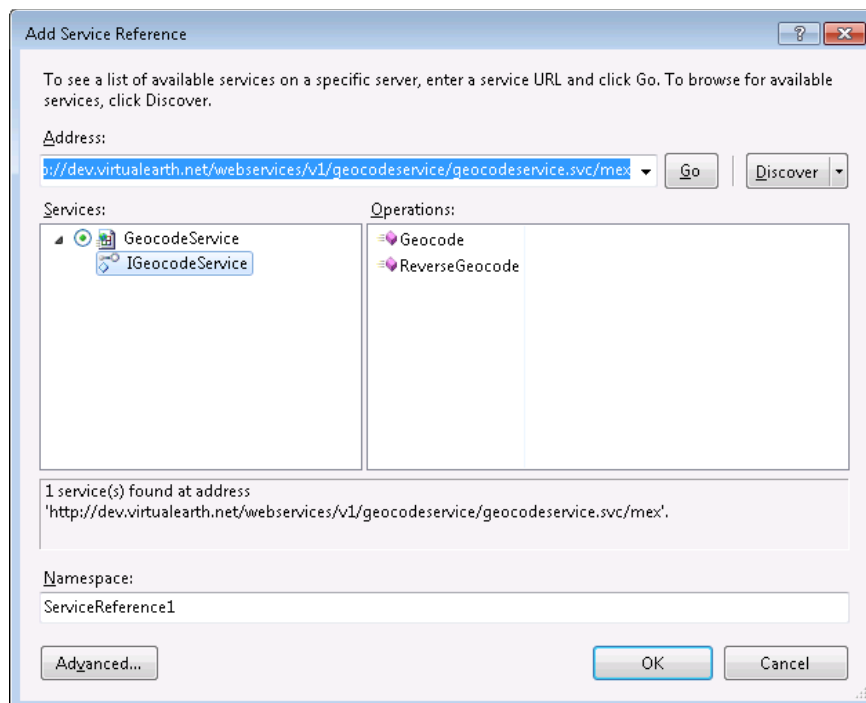 Add Service Reference
To see a list of available services on a specific server, enter a service URL and click Go. To browse for available
services, click Discover.
Address:
p://dev.virtualearth.net/webservices/v1/geocodeservice/geocodeservice.svc/mex
Go
Discover
Services:
Operations:
GeocodeService
IGeocodeService
Geocode
ReverseGeocode
1 service(s) found at address
'http://dev.virtualearth.net/webservices/v1/geocodeservice/geocodeservice.svc/mex'.
Namespace:
ServiceReference1
Advanced...
OK
Cancel